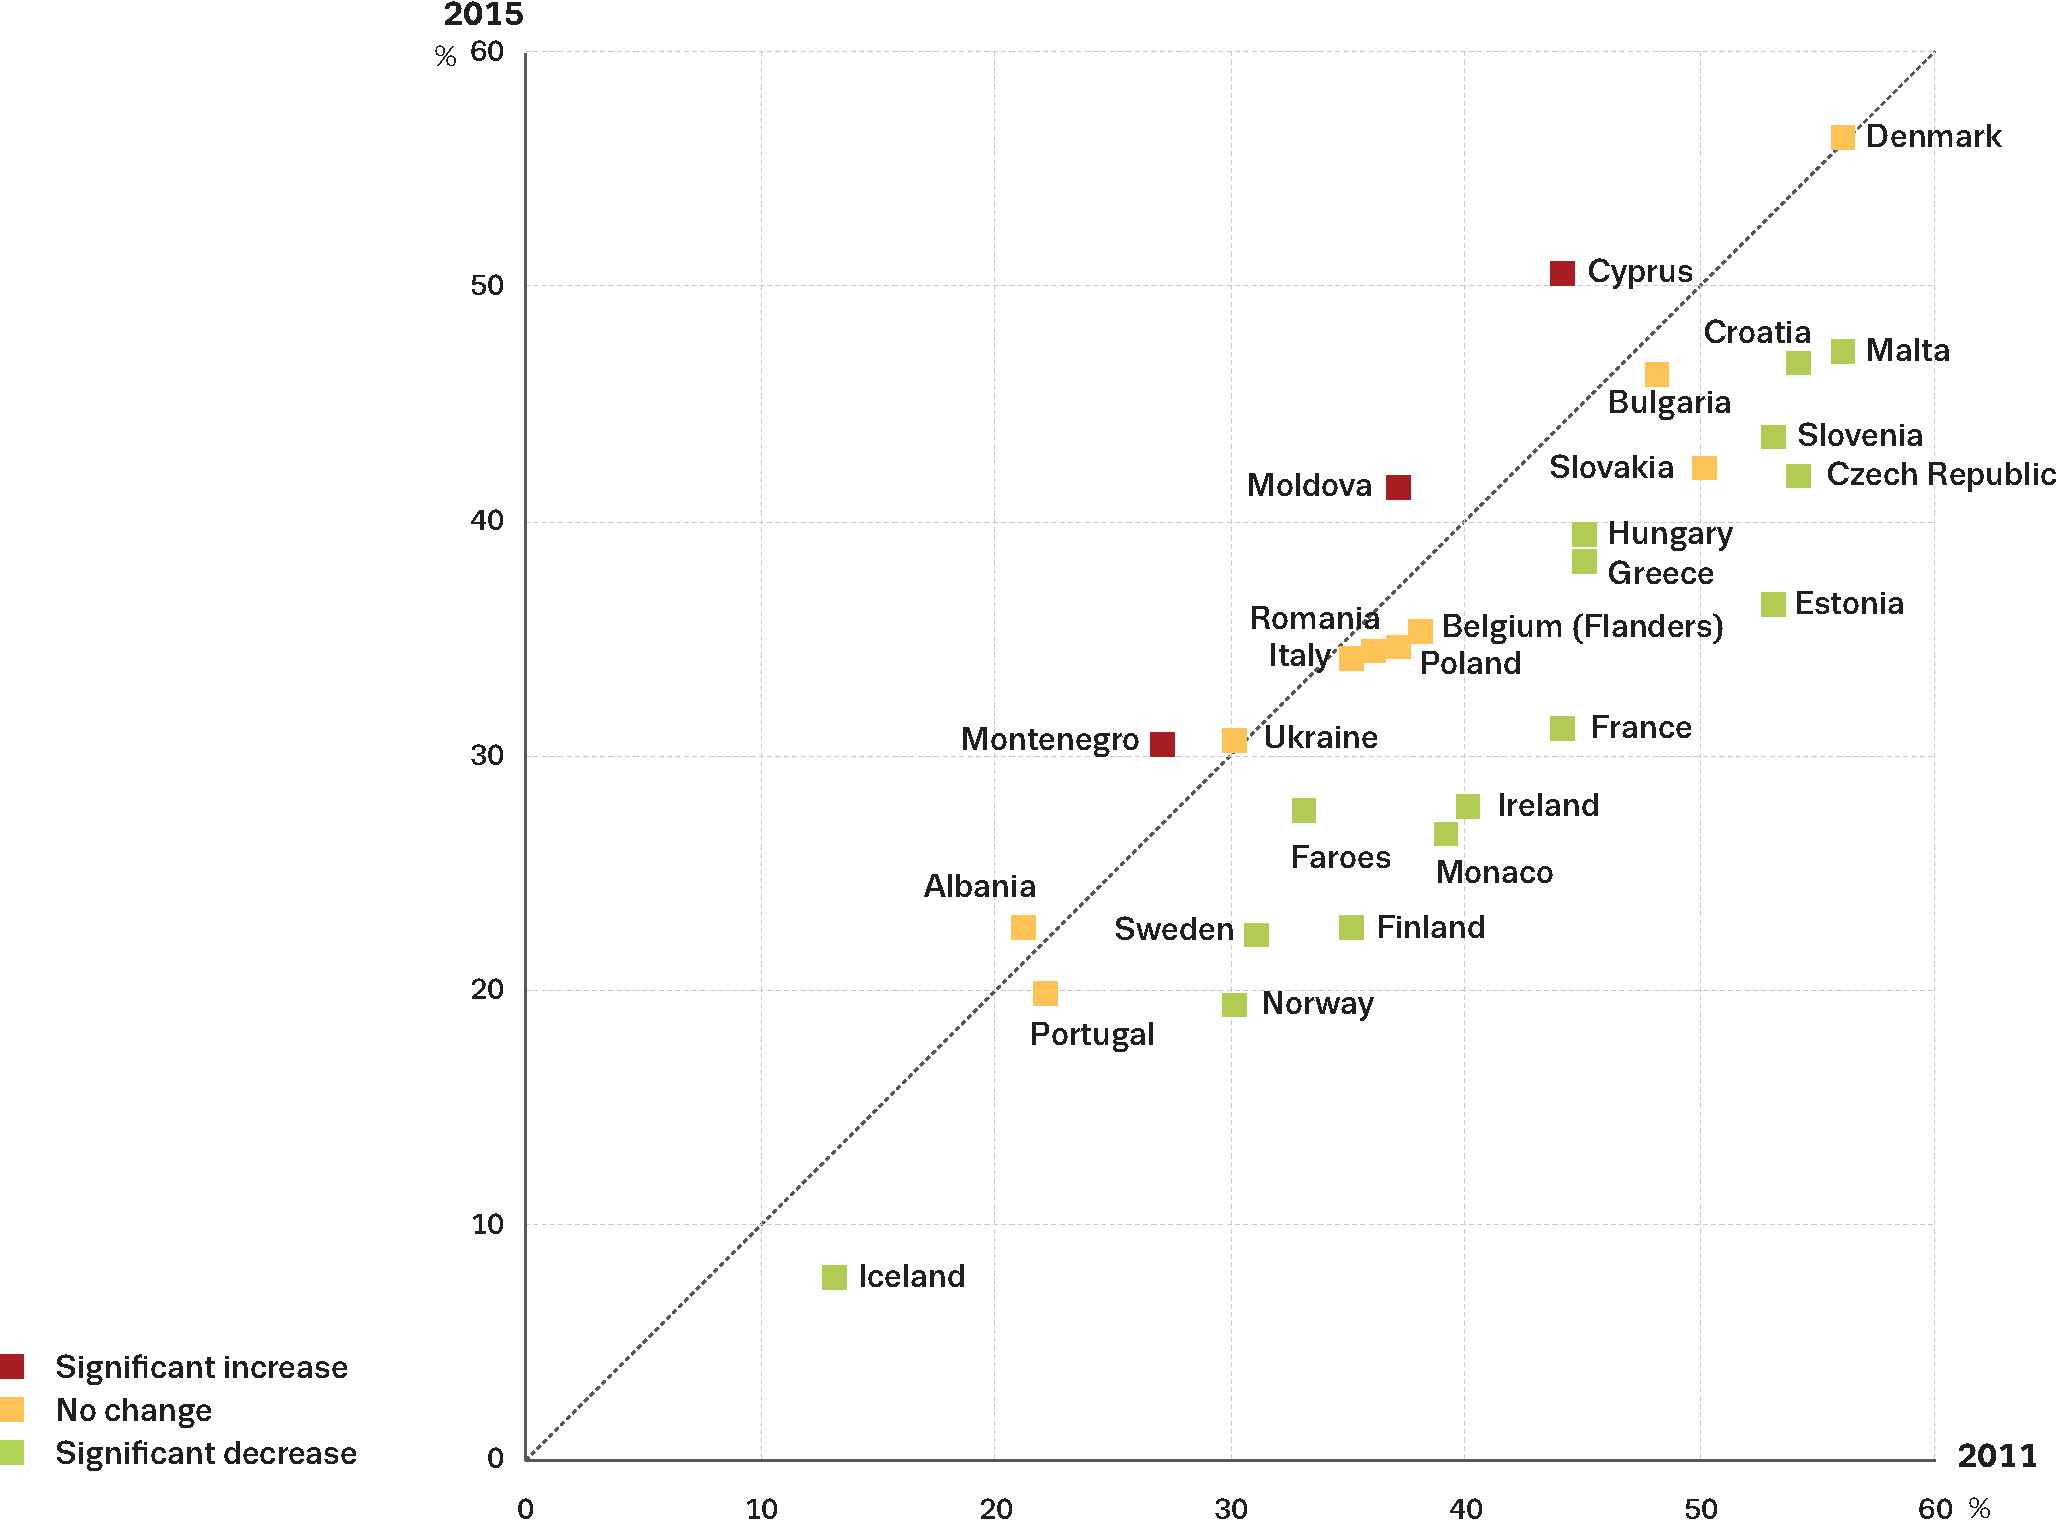 2015
% 60
Denmark
50
Cyprus
Croatia
Malta
Bulgaria
Slovenia
Slovakia
Czech Republic
Moldova
40
Hungary
Greece
Estonia
Romania
Belgium (Flanders)
Italy
Poland
France
Montenegro
Ukraine
30
Ireland
Faroes
Monaco
Albania
Sweden
Finland
20
Norway
Portugal
10
Iceland
Significant increase
No change
Significant decrease
0
2011
0 10 20 30 40 50 60 %